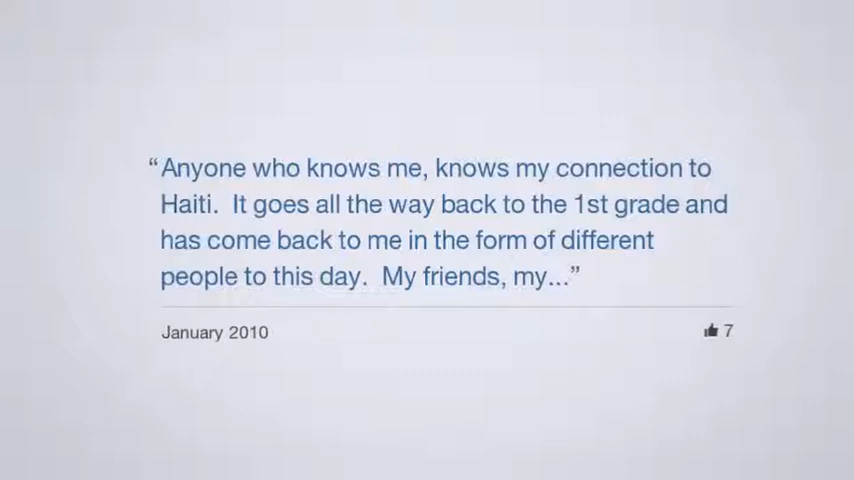 “Anyone who knows me, knows my connection to
Haiti.  It goes all the way back to the 1st grade and
has come back to me in the form of different
people to this day.  My friends, my...”
January 2010
7